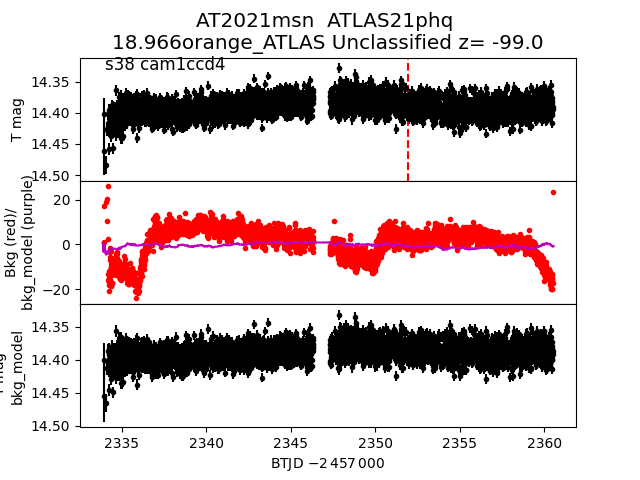 AT2021msn  ATLAS21phq
18.966orange_ATLAS Unclassified z= -99.0
s38 cam1ccd4
14.35
14.40
14.45
14.50
T mag
20
0
−20
Bkg (red)/
bkg_model (purple)
14.35
14.40
14.45
14.50
bkg_model
2335
2340
2345
2350
2355
2360
BTJD −2 457 000